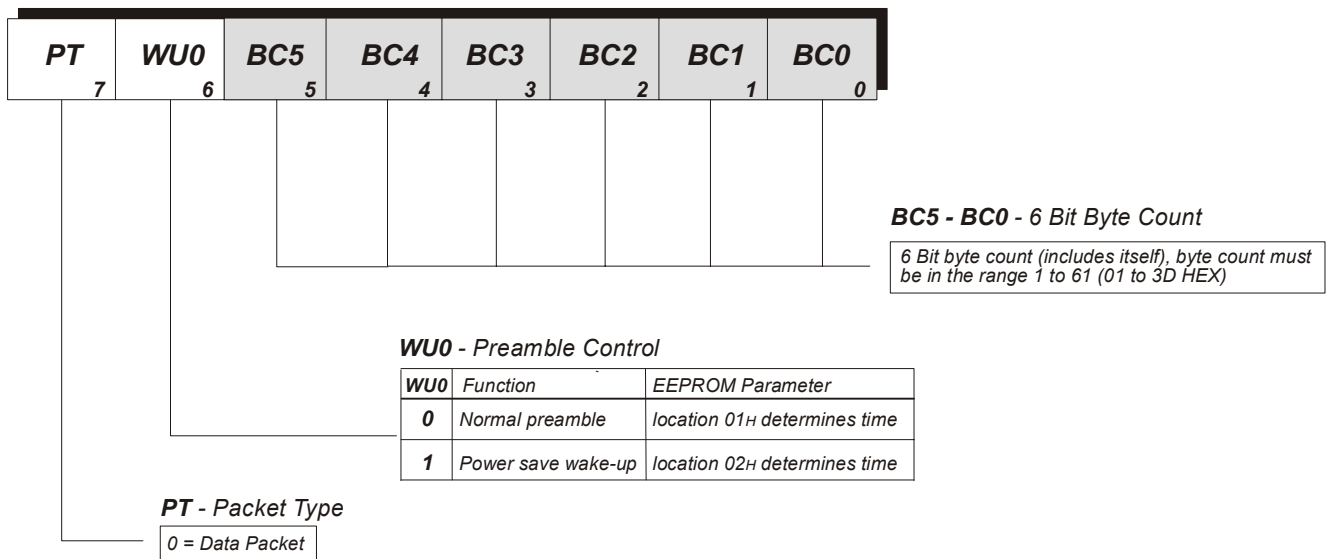 PT WU0 BC5 BC4 BC3 BC2 BC1 BC0
7 6 5 4 3 2 1 0
BC5 - BC0 - 6 Bit Byte Count
6 Bit byte count (includes itself), byte count must
be in the range 1 to 61 (01 to 3D HEX)
WU0 - Preamble Control
WU0 Function EEPROM Parameter
0 Normal preamble location 01H determines time
1 Power save wake-up location 02H determines time
PT - Packet Type
0 = Data Packet